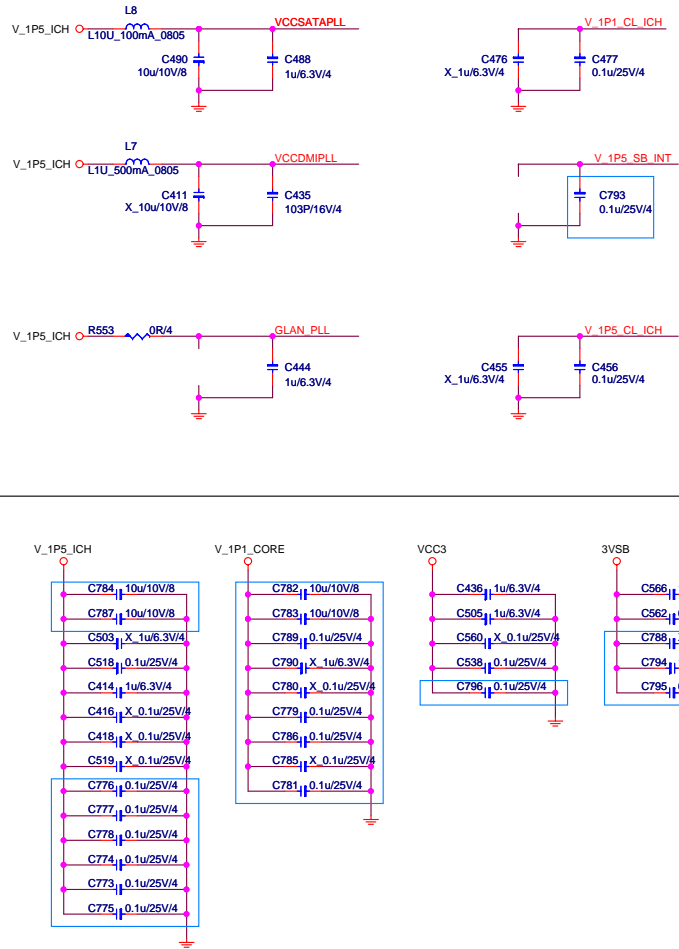 L8
V_1P5_ICH
L10U_100mA_0805
VCCSATAPLL
C490
10u/10V/8
C488
1u/6.3V/4
V_1P1_CL_ICH
C476
X_1u/6.3V/4
C477
0.1u/25V/4
L7
V_1P5_ICH
L1U_500mA_0805
VCCDMIPLL
C411
X_10u/10V/8
C435
103P/16V/4
V_1P5_SB_INT
C793
0.1u/25V/4
V_1P5_ICH
R553
0R/4
GLAN_PLL
C444
1u/6.3V/4
V_1P5_CL_ICH
C455
X_1u/6.3V/4
C456
0.1u/25V/4
V_1P5_ICH
C784 10u/10V/8
C787 10u/10V/8
C503 X_1u/6.3V/4
C518 0.1u/25V/4
C414 1u/6.3V/4
C416 X_0.1u/25V/4
C418 X_0.1u/25V/4
C519 X_0.1u/25V/4
C776 0.1u/25V/4
C777 0.1u/25V/4
C778 0.1u/25V/4
C774 0.1u/25V/4
C773 0.1u/25V/4
C775 0.1u/25V/4
V_1P1_CORE
C782 10u/10V/8
C783 10u/10V/8
C789 0.1u/25V/4
C790 X_1u/6.3V/4
C780 X_0.1u/25V/4
C779 0.1u/25V/4
C786 0.1u/25V/4
C785 X_0.1u/25V/4
C781 0.1u/25V/4
VCC3
C436 1u/6.3V/4
C505 1u/6.3V/4
C560 X_0.1u/25V/4
C538 0.1u/25V/4
C796 0.1u/25V/4
3VSB
C566
C562
C788
C794
C795